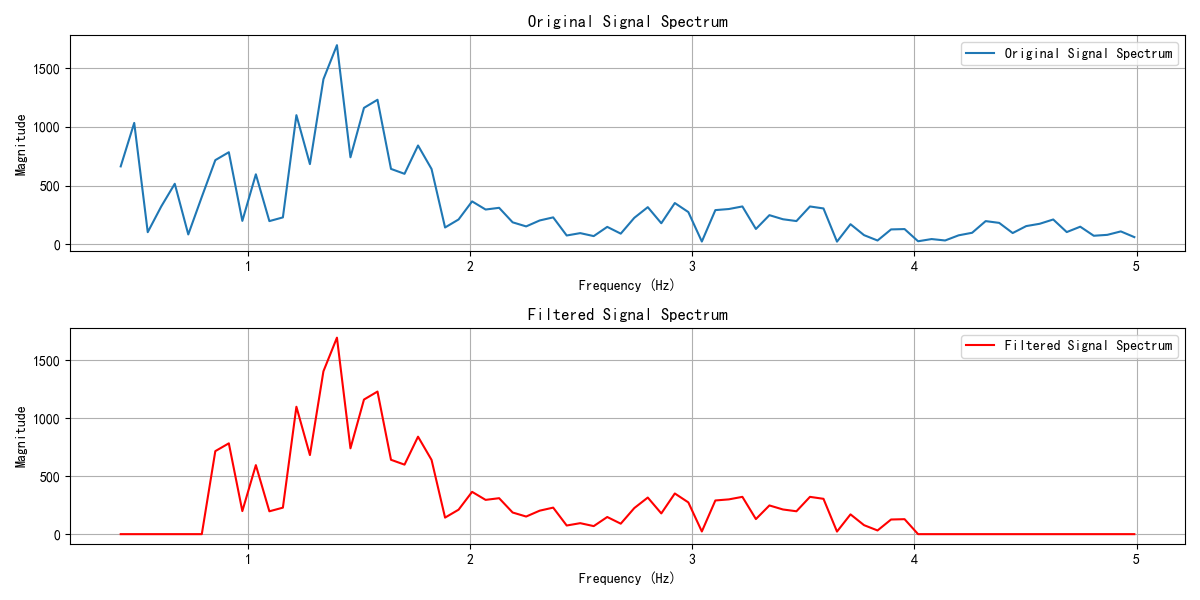 Original Signal Spectrum
Original Signal Spectrum
Magnitude
1500
1000
500
0
1 2 3 4 5
Frequency (Hz)
Filtered Signal Spectrum
Filtered Signal Spectrum
Magnitude
1500
1000
500
0
1 2 3 4 5
Frequency (Hz)